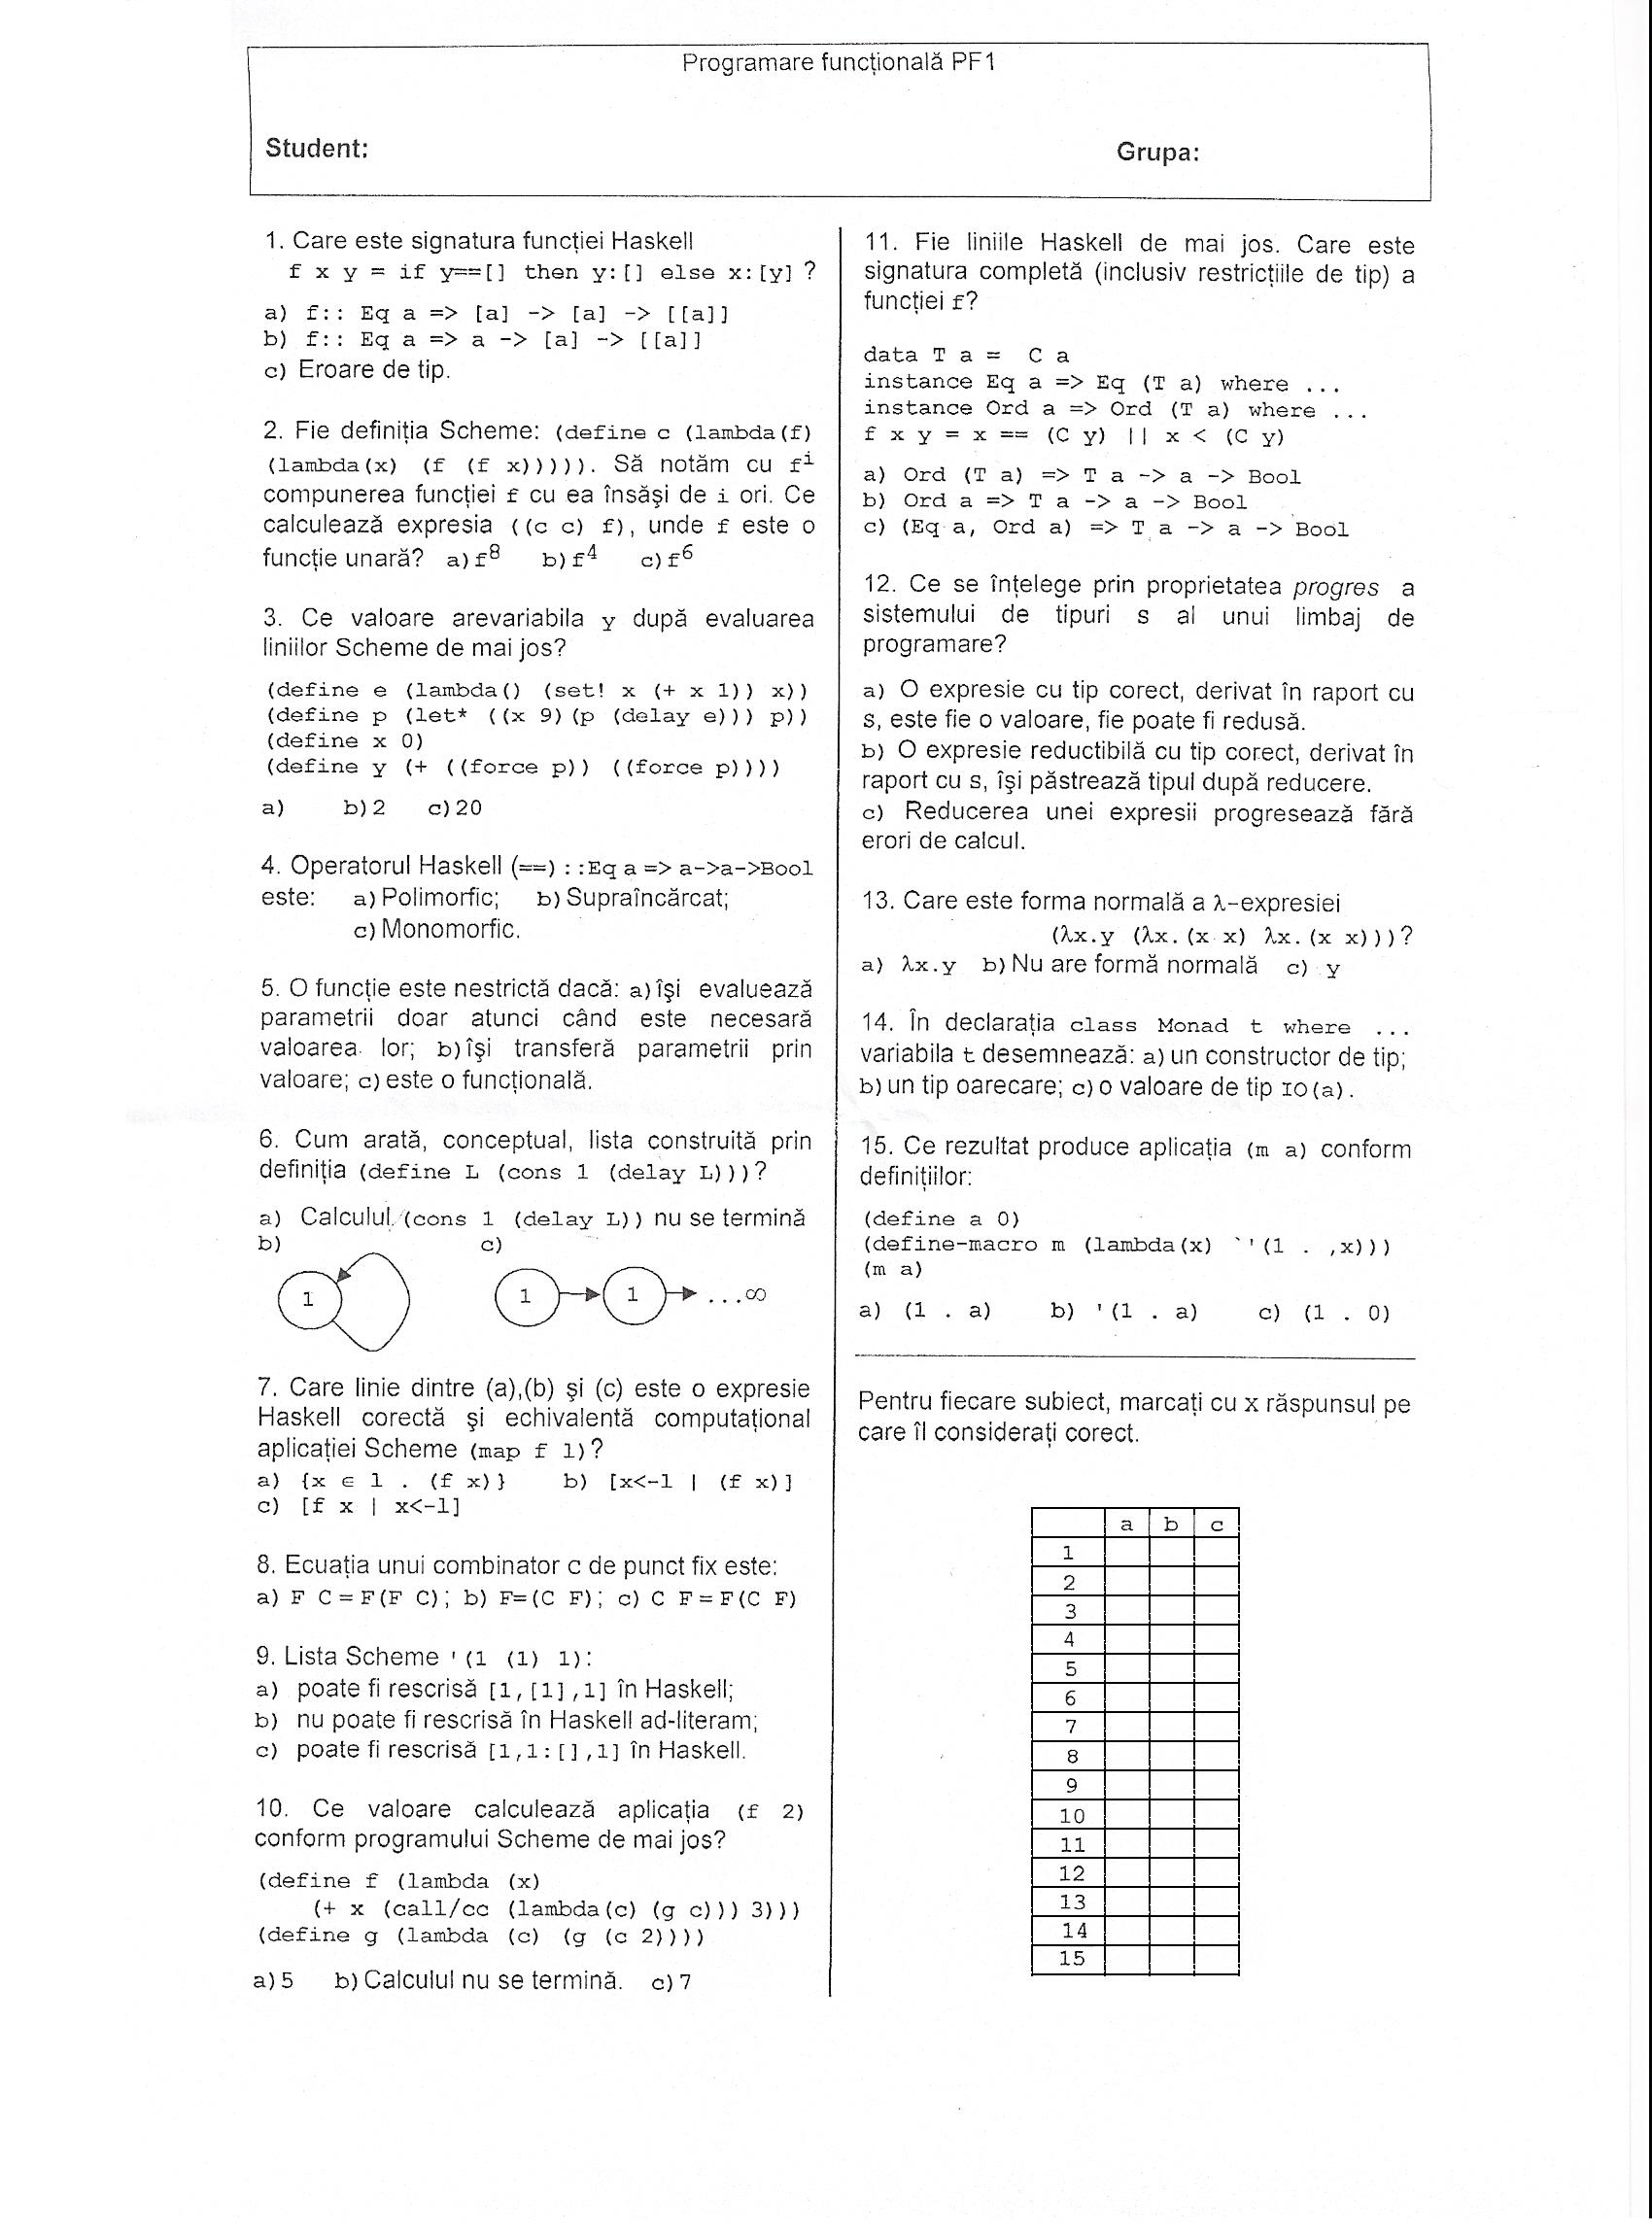 Programare funcțională PF1
Student:
Grupa:
1. Care este signatura funcției Haskell
f x y = if y==[] then y:[] else x:[y] ?
a) f:: Eq a => [a] -> [a] -> [[a]]
b) f:: Eq a => a -> [a] -> [[a]]
c) Eroare de tip.
2. Fie definiția Scheme: (define c (lambda(f)
(lambda(x) (f (f x))))). Să notăm cu fⁱ
compunerea funcției f cu ea însăşi de i ori. Ce
calculează expresia ((c c) f), unde f este o
funcție unară? a) f⁸ b) f⁴ c) f⁶
3. Ce valoare arevariabila y după evaluarea
liniilor Scheme de mai jos?
(define e (lambda() (set! x (+ x 1)) x))
(define p (let* ((x 9)(p (delay e))) p))
(define x 0)
(define y (+ ((force p)) ((force p))))
a) b) 2 c) 20
4. Operatorul Haskell (==) ::Eq a => a->a->Bool
este: a) Polimorfic; b) Supraîncărcat;
c) Monomorfic.
5. O funcție este nestrictă dacă: a) îşi evaluează
parametrii doar atunci când este necesară
valoarea lor; b) îşi transferă parametrii prin
valoare; c) este o funcțională.
6. Cum arată, conceptual, lista construită prin
definiția (define L (cons 1 (delay L)))?
a) Calculul (cons 1 (delay L)) nu se termină
b) c)
1 1 1 ...∞
7. Care linie dintre (a),(b) şi (c) este o expresie
Haskell corectă şi echivalentă computațional
aplicației Scheme (map f l)?
a) {x ∈ l . (f x)} b) [x<-l | (f x)]
c) [f x | x<-l]
8. Ecuația unui combinator c de punct fix este:
a) F C = F(F C); b) F=(C F); c) C F = F(C F)
9. Lista Scheme '(1 (1) 1):
a) poate fi rescrisă [1,[1],1] în Haskell;
b) nu poate fi rescrisă în Haskell ad-literam;
c) poate fi rescrisă [1,1:[],1] în Haskell.
10. Ce valoare calculează aplicația (f 2)
conform programului Scheme de mai jos?
(define f (lambda (x)
(+ x (call/cc (lambda(c) (g c))) 3)))
(define g (lambda (c) (g (c 2))))
a) 5 b) Calculul nu se termină. c) 7
11. Fie liniile Haskell de mai jos. Care este
signatura completă (inclusiv restricțiile de tip) a
funcției f?
data T a = C a
instance Eq a => Eq (T a) where ...
instance Ord a => Ord (T a) where ...
f x y = x == (C y) || x < (C y)
a) Ord (T a) => T a -> a -> Bool
b) Ord a => T a -> a -> Bool
c) (Eq a, Ord a) => T a -> a -> Bool
12. Ce se înțelege prin proprietatea progres a
sistemului de tipuri s al unui limbaj de
programare?
a) O expresie cu tip corect, derivat în raport cu
s, este fie o valoare, fie poate fi redusă.
b) O expresie reductibilă cu tip corect, derivat în
raport cu s, îşi păstrează tipul după reducere.
c) Reducerea unei expresii progresează fără
erori de calcul.
13. Care este forma normală a λ-expresiei
(λx.y (λx.(x x) λx.(x x)))?
a) λx.y b) Nu are formă normală c) y
14. În declarația class Monad t where ...
variabila t desemnează: a) un constructor de tip;
b) un tip oarecare; c) o valoare de tip IO(a).
15. Ce rezultat produce aplicația (m a) conform
definițiilor:
(define a 0)
(define-macro m (lambda(x) `'(1 . ,x)))
(m a)
a) (1 . a) b) '(1 . a) c) (1 . 0)
Pentru fiecare subiect, marcați cu x răspunsul pe
care îl considerați corect.
a b c
1
2
3
4
5
6
7
8
9
10
11
12
13
14
15